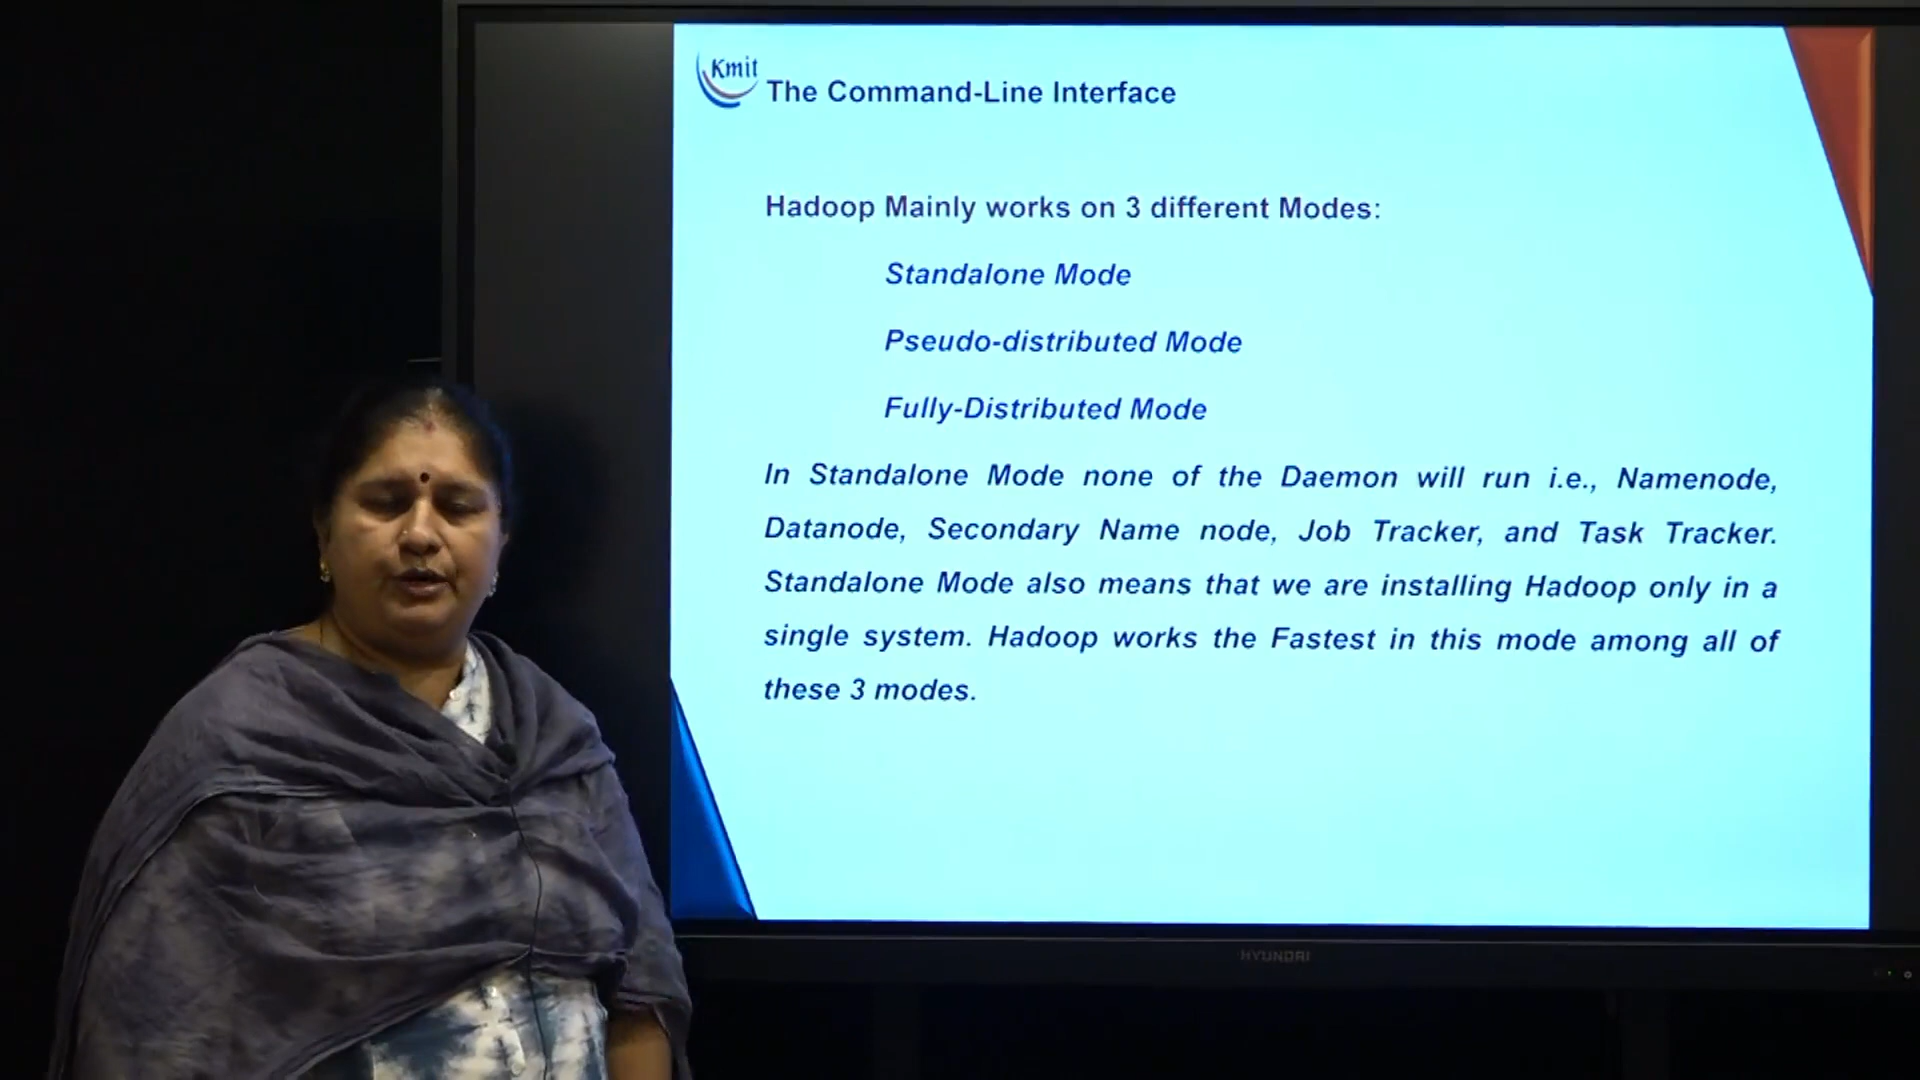 Kmit
The Command-Line Interface
Hadoop Mainly works on 3 different Modes:
Standalone Mode
Pseudo-distributed Mode
Fully-Distributed Mode
In Standalone Mode none of the Daemon will run i.e., Namenode,
Datanode, Secondary Name node, Job Tracker, and Task Tracker.
Standalone Mode also means that we are installing Hadoop only in a
single system. Hadoop works the Fastest in this mode among all of
these 3 modes.
HYUNDAI